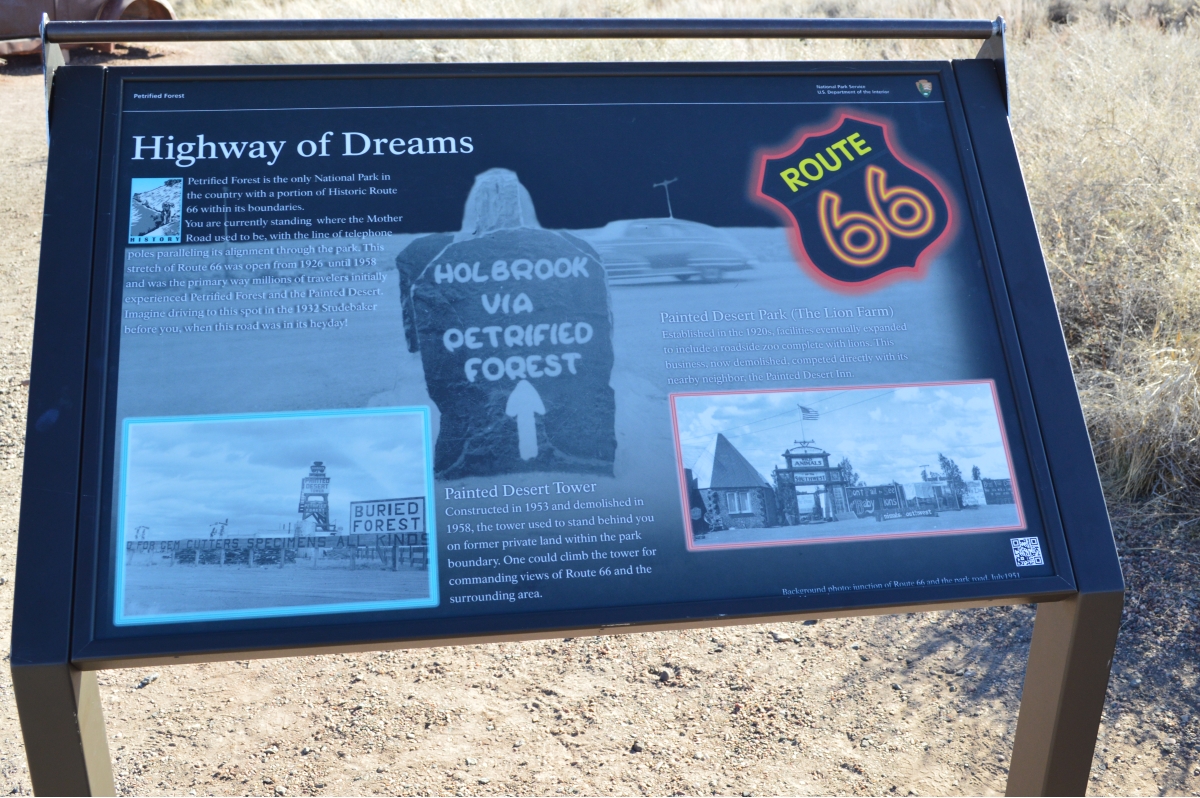 Petrified Forest
National Park Service
U.S. Department of the Interior
Highway of Dreams
Petrified Forest is the only National Park in
the country with a portion of Historic Route
66 within its boundaries.
You are currently standing where the Mother
Road used to be, with the line of telephone
poles paralleling its alignment through the park. This
stretch of Route 66 was open from 1926 until 1958
and was the primary way millions of travelers initially
experienced Petrified Forest and the Painted Desert.
Imagine driving to this spot in the 1932 Studebaker
before you, when this road was in its heyday!
HISTORY
HOLBROOK
VIA
PETRIFIED
FOREST
ROUTE
66
Painted Desert Park (The Lion Farm)
Established in the 1920s, facilities eventually expanded
to include a roadside zoo complete with lions. This
business, now demolished, competed directly with its
nearby neighbor, the Painted Desert Inn.
BURIED
FOREST
FOR GEM CUTTERS SPECIMENS ALL KINDS
Painted Desert Tower
Constructed in 1953 and demolished in
1958, the tower used to stand behind you
on former private land within the park
boundary. One could climb the tower for
commanding views of Route 66 and the
surrounding area.
ANIMALS
Background photo: junction of Route 66 and the park road, July 1951